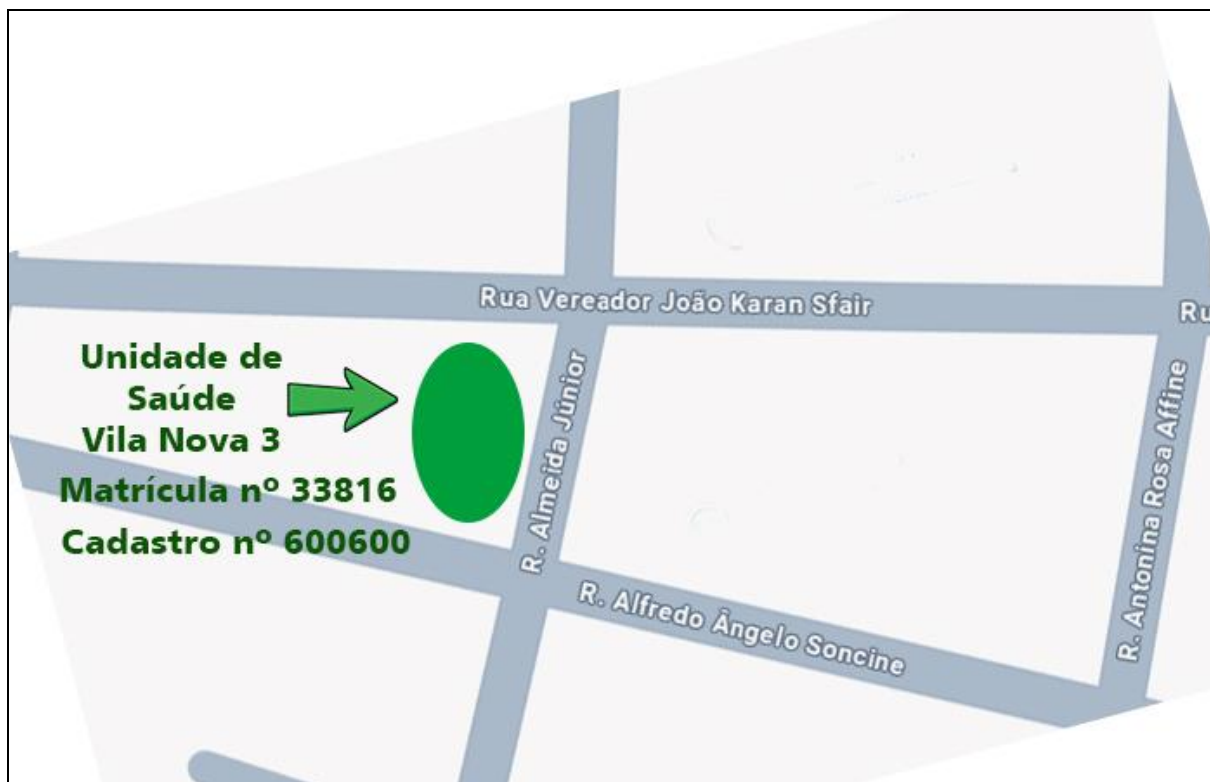 Rua Vereador João Karan Sfair
Ru
Unidade de
Saúde
Vila Nova 3
Matrícula nº 33816
Cadastro nº 600600
R. Almeida Júnior
R. Antonina Rosa Affine
R. Alfredo Ângelo Soncine